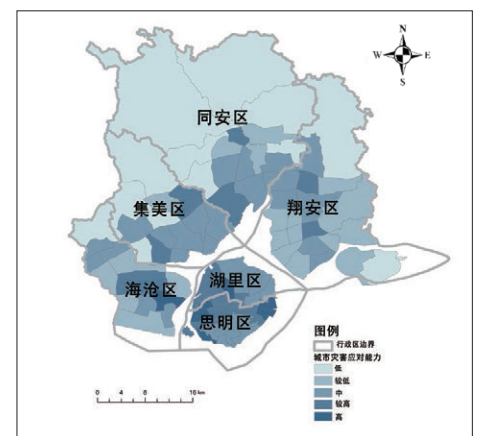 N
W E
S
同安区
集美区
翔安区
海沧区
湖里区
思明区
图例
行政区边界
城市灾害应对能力
低
较低
中
较高
高
0 4 8 16 km